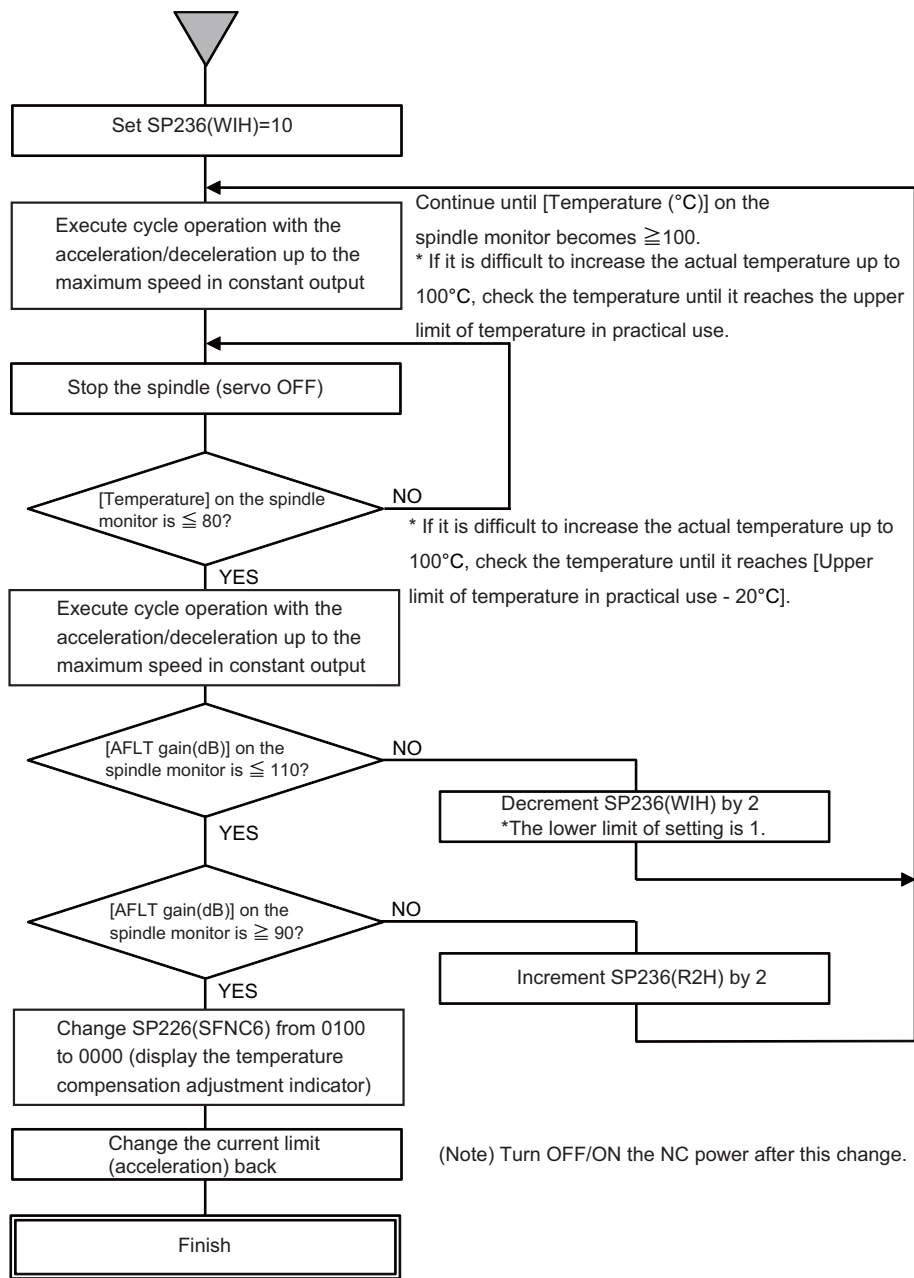 Set SP236(WIH)=10
Execute cycle operation with the
acceleration/deceleration up to the
maximum speed in constant output
Continue until [Temperature (°C)] on the
spindle monitor becomes ≧100.
* If it is difficult to increase the actual temperature up to
100°C, check the temperature until it reaches the upper
limit of temperature in practical use.
Stop the spindle (servo OFF)
[Temperature] on the spindle
monitor is ≦ 80?
NO
* If it is difficult to increase the actual temperature up to
100°C, check the temperature until it reaches [Upper
limit of temperature in practical use - 20°C].
YES
Execute cycle operation with the
acceleration/deceleration up to the
maximum speed in constant output
[AFLT gain(dB)] on the
spindle monitor is ≦ 110?
NO
Decrement SP236(WIH) by 2
*The lower limit of setting is 1.
YES
[AFLT gain(dB)] on the
spindle monitor is ≧ 90?
NO
Increment SP236(R2H) by 2
YES
Change SP226(SFNC6) from 0100
to 0000 (display the temperature
compensation adjustment indicator)
Change the current limit
(acceleration) back
(Note) Turn OFF/ON the NC power after this change.
Finish